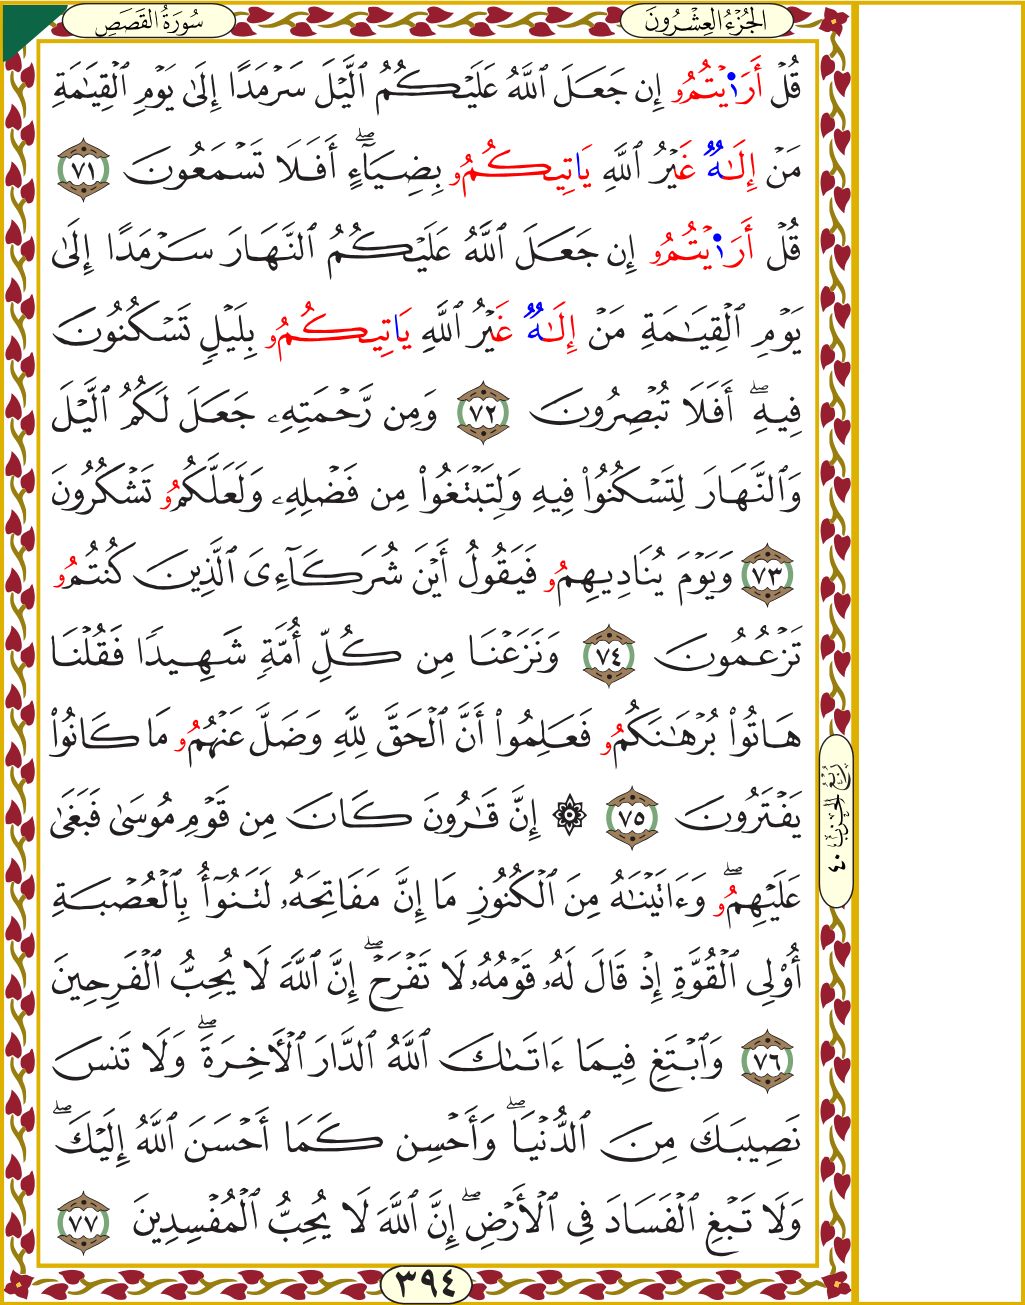 سُورَةُ القَصَصِ
الجُزْءُ العِشْرُونَ
قُلْ أَرَٰ۬يْتُمُۥ إِن جَعَلَ ٱللَّهُ عَلَيْكُمُ ٱلَّيْلَ سَرْمَدًا إِلَىٰ يَوْمِ ٱلْقِيَٰمَةِ
مَنْ إِلَٰهٌ غَيْرُ ٱللَّهِ يَاتِيكُمُۥ بِضِيَآءٍۖ أَفَلَا تَسْمَعُونَ ٧١
قُلْ أَرَٰ۬يْتُمُۥ إِن جَعَلَ ٱللَّهُ عَلَيْكُمُ ٱلنَّهَارَ سَرْمَدًا إِلَىٰ
يَوْمِ ٱلْقِيَٰمَةِ مَنْ إِلَٰهٌ غَيْرُ ٱللَّهِ يَاتِيكُمُۥ بِلَيْلٍ تَسْكُنُونَ
فِيهِۖ أَفَلَا تُبْصِرُونَ ٧٢ وَمِن رَّحْمَتِهِۦ جَعَلَ لَكُمُ ٱلَّيْلَ
وَٱلنَّهَارَ لِتَسْكُنُوا۟ فِيهِ وَلِتَبْتَغُوا۟ مِن فَضْلِهِۦ وَلَعَلَّكُمُۥ تَشْكُرُونَ
٧٣ وَيَوْمَ يُنَادِيهِمُۥ فَيَقُولُ أَيْنَ شُرَكَآءِىَ ٱلَّذِينَ كُنتُمُۥ
تَزْعُمُونَ ٧٤ وَنَزَعْنَا مِن كُلِّ أُمَّةٍ شَهِيدًا فَقُلْنَا
هَاتُوا۟ بُرْهَٰنَكُمُۥ فَعَلِمُوا۟ أَنَّ ٱلْحَقَّ لِلَّهِ وَضَلَّ عَنْهُمُۥ مَا كَانُوا۟
يَفْتَرُونَ ٧٥ ۞ إِنَّ قَٰرُونَ كَانَ مِن قَوْمِ مُوسَىٰ فَبَغَىٰ
عَلَيْهِمُۥۖ وَءَاتَيْنَٰهُ مِنَ ٱلْكُنُوزِ مَا إِنَّ مَفَاتِحَهُۥ لَتَنُوٓأُ بِٱلْعُصْبَةِ
أُو۟لِى ٱلْقُوَّةِ إِذْ قَالَ لَهُۥ قَوْمُهُۥ لَا تَفْرَحْۖ إِنَّ ٱللَّهَ لَا يُحِبُّ ٱلْفَرِحِينَ
٧٦ وَٱبْتَغِ فِيمَا ءَاتَىٰكَ ٱللَّهُ ٱلدَّارَ ٱلْأَخِرَةَۖ وَلَا تَنسَ
نَصِيبَكَ مِنَ ٱلدُّنْيَاۖ وَأَحْسِن كَمَا أَحْسَنَ ٱللَّهُ إِلَيْكَۖ
وَلَا تَبْغِ ٱلْفَسَادَ فِى ٱلْأَرْضِۖ إِنَّ ٱللَّهَ لَا يُحِبُّ ٱلْمُفْسِدِينَ ٧٧
رُبْعُ الحِزْبِ ٤٠
٣٩٤